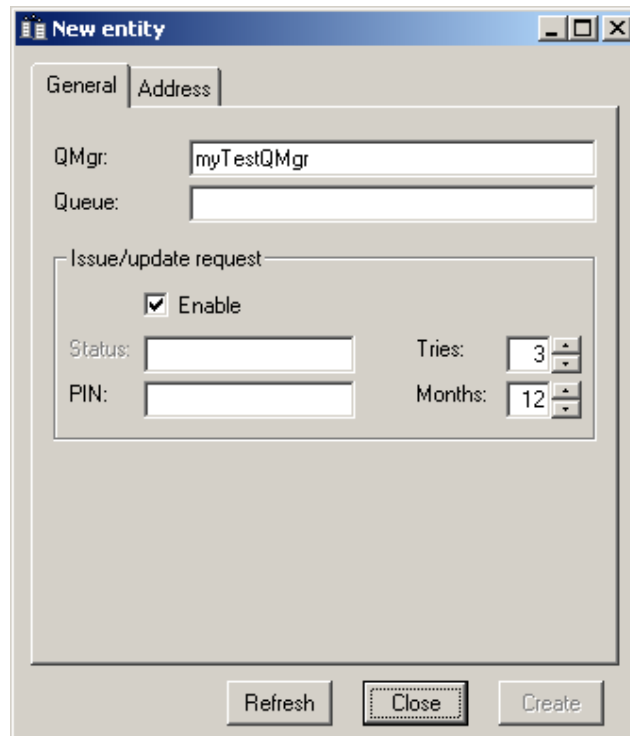 New entity
General Address
QMgr: myTestQMgr
Queue:
Issue/update request
Enable
Status: Tries: 3
PIN: Months: 12
Refresh Close Create